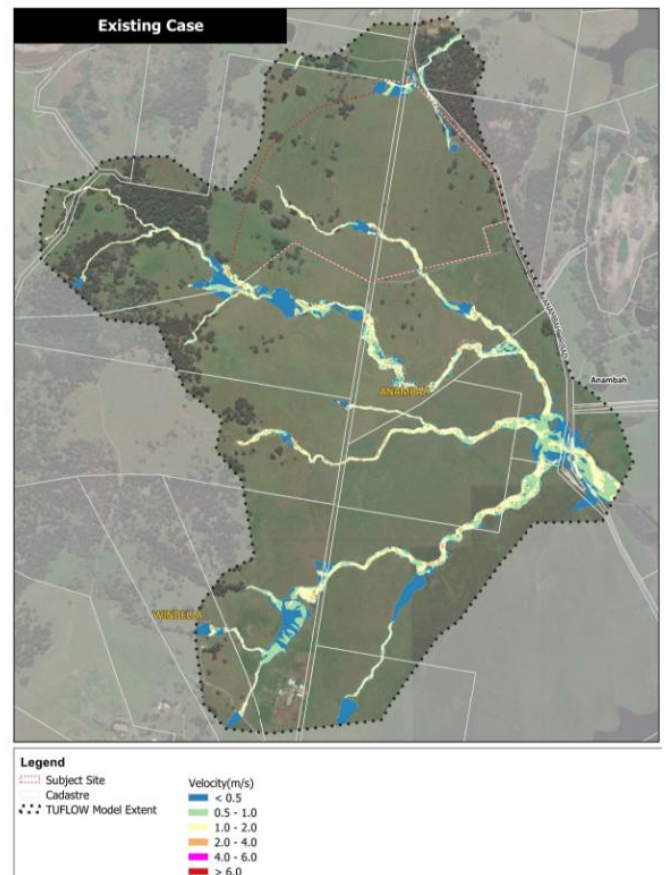 Existing Case
ANAMBAH
Anambah
WINDELLA
Legend
Subject Site
Cadastre
TUFLOW Model Extent
Velocity(m/s)
< 0.5
0.5 - 1.0
1.0 - 2.0
2.0 - 4.0
4.0 - 6.0
> 6.0